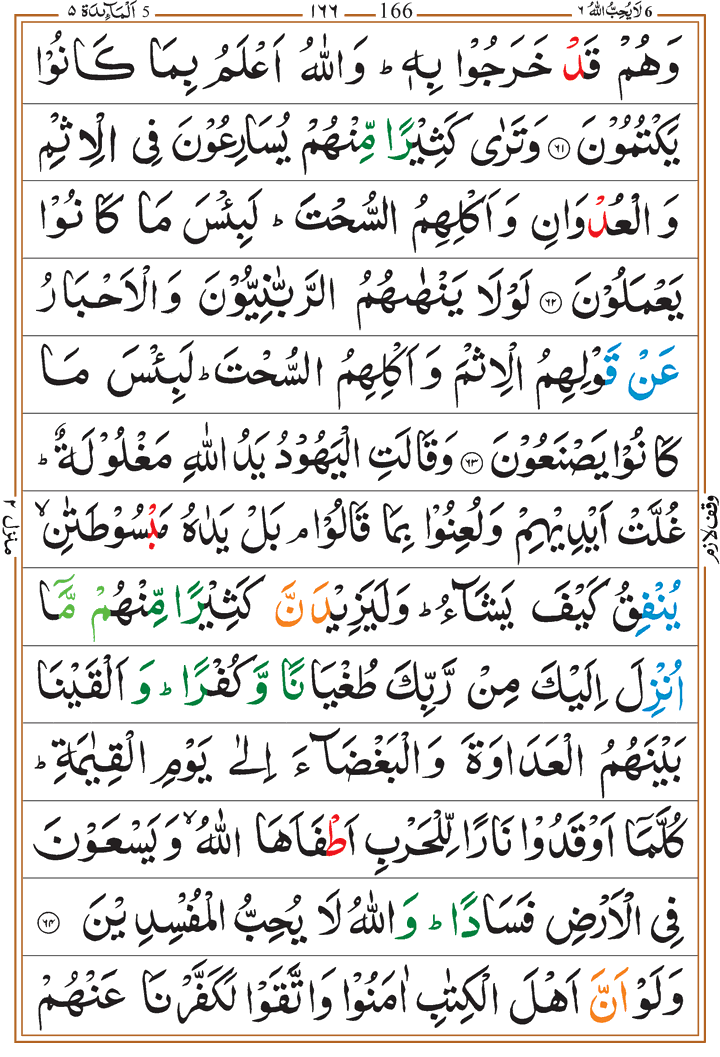 6 لَا يُحِبُّ اللّٰهُ ٦ 166 ١٦٦ 5 اَلْمَآئِدَة ٥
وَهُمْ قَدْ خَرَجُوْا بِهٖ ؕ وَاللّٰهُ اَعْلَمُ بِمَا كَانُوْا
يَكْتُمُوْنَ ۝٦١ وَتَرٰى كَثِيْرًا مِّنْهُمْ يُسَارِعُوْنَ فِى الْاِثْمِ
وَالْعُدْوَانِ وَاَكْلِهِمُ السُّحْتَ ؕ لَبِئْسَ مَا كَانُوْا
يَعْمَلُوْنَ ۝٦٢ لَوْلَا يَنْهٰىهُمُ الرَّبّٰنِيُّوْنَ وَالْاَحْبَارُ
عَنْ قَوْلِهِمُ الْاِثْمَ وَاَكْلِهِمُ السُّحْتَ ؕ لَبِئْسَ مَا
كَانُوْا يَصْنَعُوْنَ ۝٦٣ وَقَالَتِ الْيَهُوْدُ يَدُ اللّٰهِ مَغْلُوْلَةٌ ؕ
غُلَّتْ اَيْدِيْهِمْ وَلُعِنُوْا بِمَا قَالُوْا ۘ بَلْ يَدٰهُ مَبْسُوْطَتٰنِ ۙ
يُنْفِقُ كَيْفَ يَشَآءُ ؕ وَلَيَزِيْدَنَّ كَثِيْرًا مِّنْهُمْ مَّاۤ
اُنْزِلَ اِلَيْكَ مِنْ رَّبِّكَ طُغْيَانًا وَّكُفْرًا ؕ وَاَلْقَيْنَا
بَيْنَهُمُ الْعَدَاوَةَ وَالْبَغْضَآءَ اِلٰى يَوْمِ الْقِيٰمَةِ ؕ
كُلَّمَاۤ اَوْقَدُوْا نَارًا لِّلْحَرْبِ اَطْفَاَهَا اللّٰهُ ۙ وَيَسْعَوْنَ
فِى الْاَرْضِ فَسَادًا ؕ وَاللّٰهُ لَا يُحِبُّ الْمُفْسِدِيْنَ ۝٦٤
وَلَوْ اَنَّ اَهْلَ الْكِتٰبِ اٰمَنُوْا وَاتَّقَوْا لَكَفَّرْنَا عَنْهُمْ
وقف لازم
منزل ٢